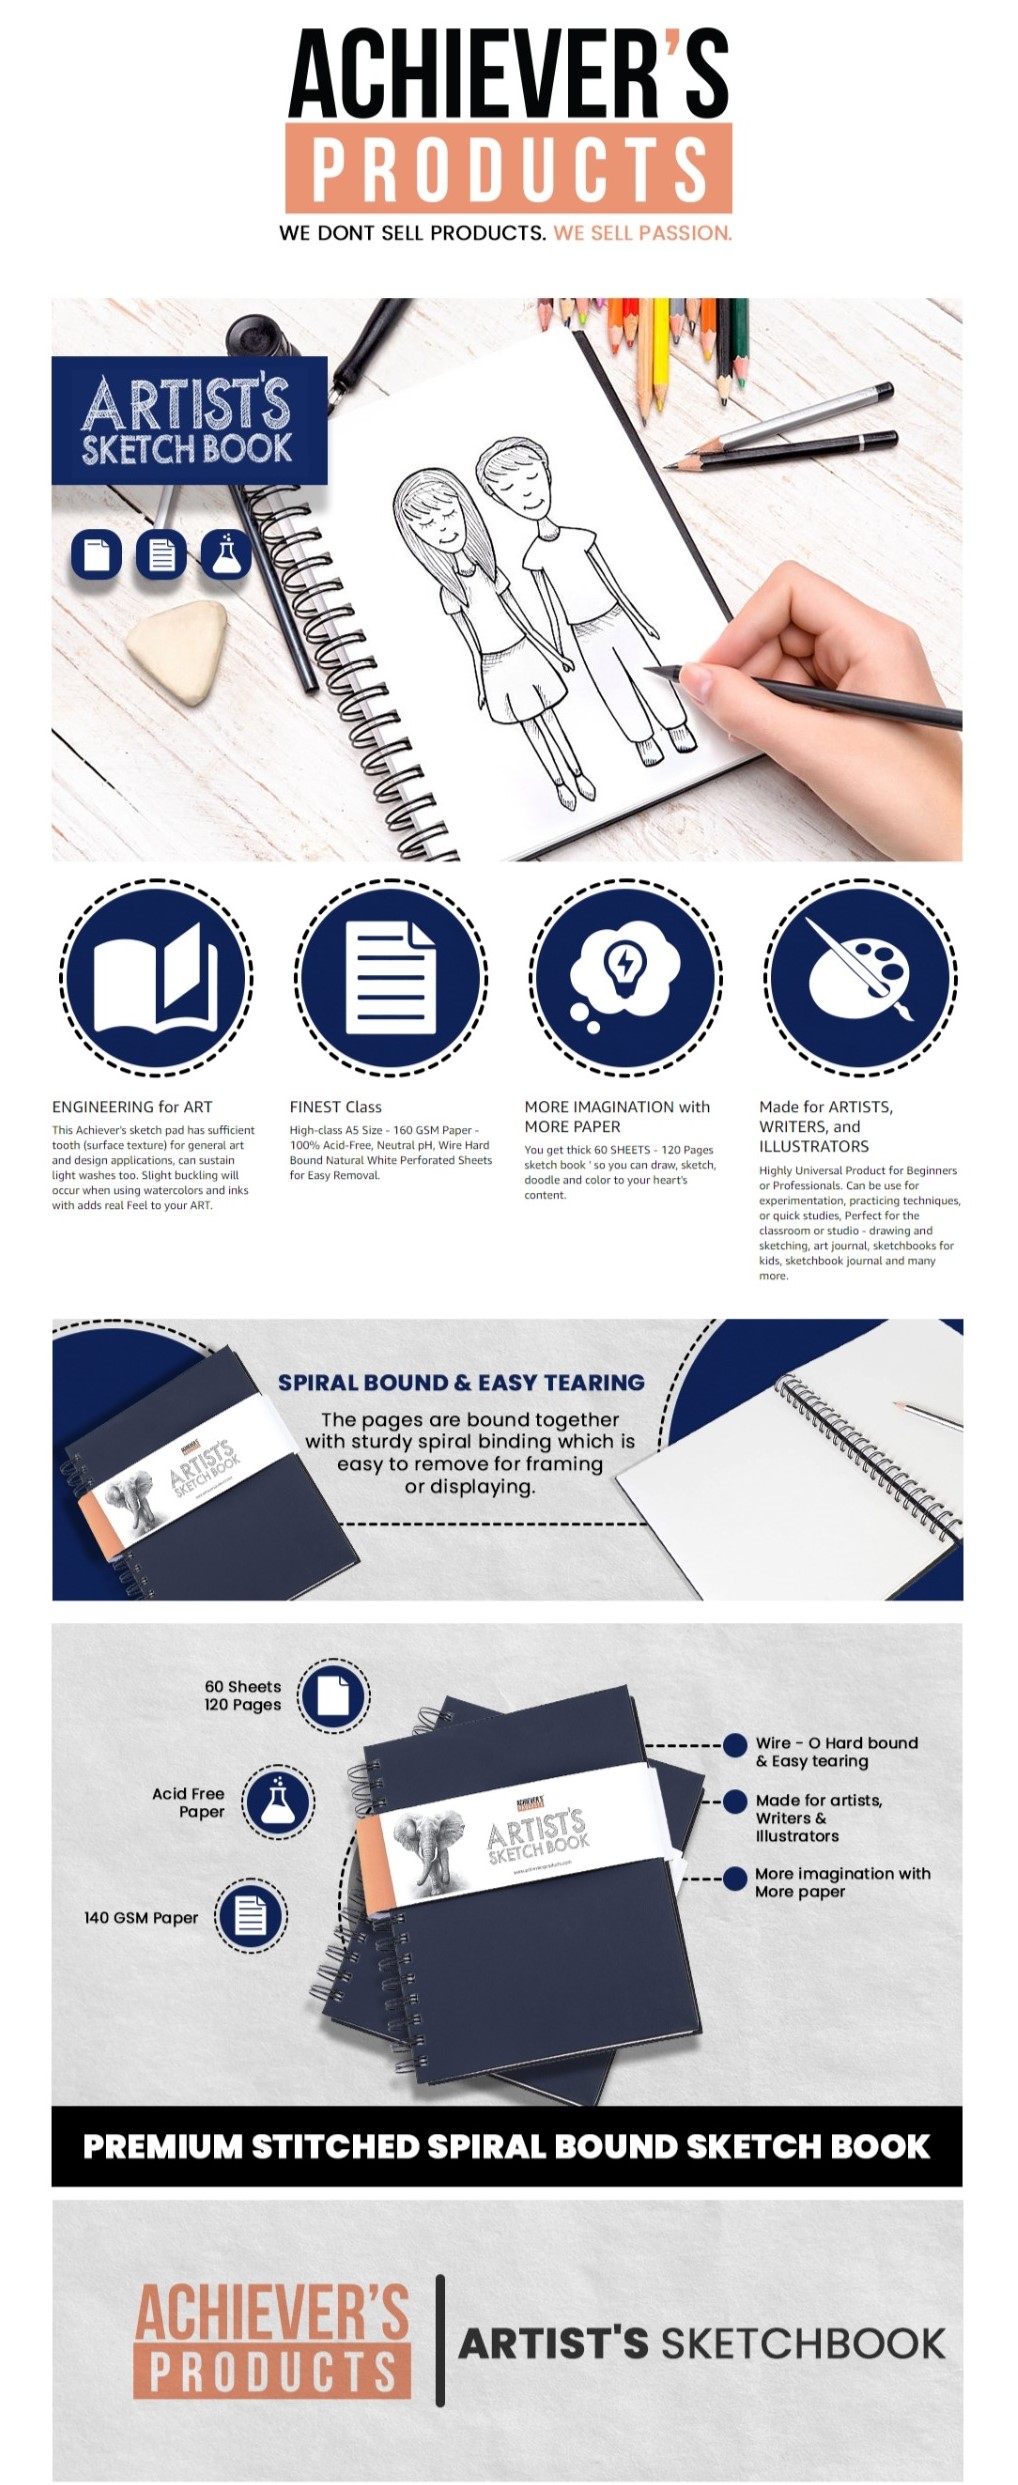 ACHIEVER'S
PRODUCTS
WE DONT SELL PRODUCTS. WE SELL PASSION.
ARTIST'S
SKETCH BOOK
ENGINEERING for ART
This Achiever's sketch pad has sufficient
tooth (surface texture) for general art
and design applications, can sustain
light washes too. Slight buckling will
occur when using watercolors and inks
with adds real Feel to your ART.
FINEST Class
High-class A5 Size - 160 GSM Paper -
100% Acid-Free, Neutral pH, Wire Hard
Bound Natural White Perforated Sheets
for Easy Removal.
MORE IMAGINATION with
MORE PAPER
You get thick 60 SHEETS - 120 Pages
sketch book ' so you can draw, sketch,
doodle and color to your heart's
content.
Made for ARTISTS,
WRITERS, and
ILLUSTRATORS
Highly Universal Product for Beginners
or Professionals. Can be use for
experimentation, practicing techniques,
or quick studies, Perfect for the
classroom or studio - drawing and
sketching, art journal, sketchbooks for
kids, sketchbook journal and many
more.
SPIRAL BOUND & EASY TEARING
The pages are bound together
with sturdy spiral binding which is
easy to remove for framing
or displaying.
ACHIEVER'S
PRODUCTS
ARTIST'S
SKETCH BOOK
60 Sheets
120 Pages
Acid Free
Paper
140 GSM Paper
ACHIEVER'S
PRODUCTS
ARTIST'S
SKETCH BOOK
Wire - O Hard bound
& Easy tearing
Made for artists,
Writers &
Illustrators
More imagination with
More paper
PREMIUM STITCHED SPIRAL BOUND SKETCH BOOK
ACHIEVER'S
PRODUCTS
ARTIST'S SKETCHBOOK